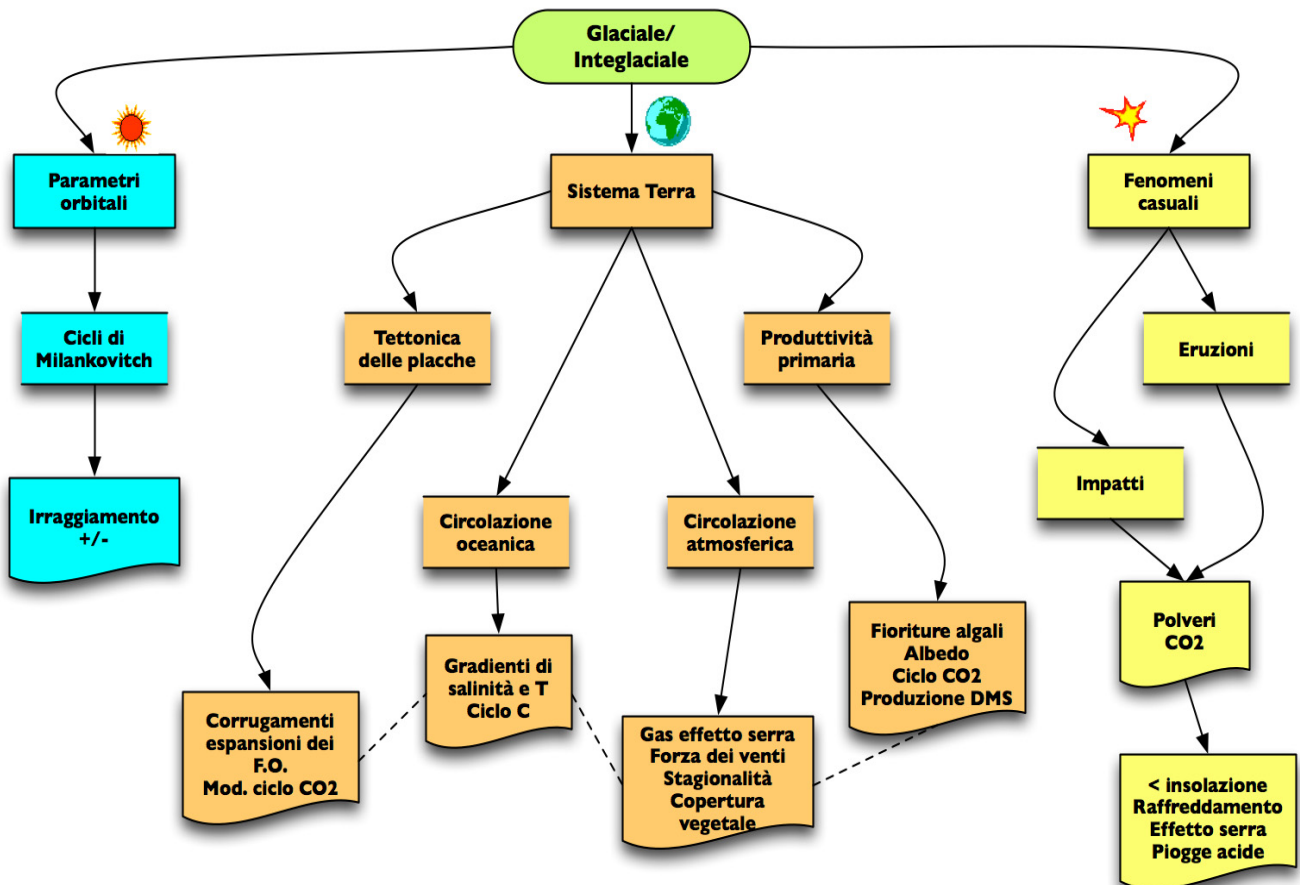 Glaciale/
Integlaciale
Parametri
orbitali
Sistema Terra
Fenomeni
casuali
Cicli di
Milankovitch
Tettonica
delle placche
Produttività
primaria
Eruzioni
Irraggiamento
+/-
Circolazione
oceanica
Circolazione
atmosferica
Impatti
Corrugamenti
espansioni dei
F.O.
Mod. ciclo CO2
Gradienti di
salinità e T
Ciclo C
Gas effetto serra
Forza dei venti
Stagionalità
Copertura
vegetale
Fioriture algali
Albedo
Ciclo CO2
Produzione DMS
Polveri
CO2
< insolazione
Raffreddamento
Effetto serra
Piogge acide